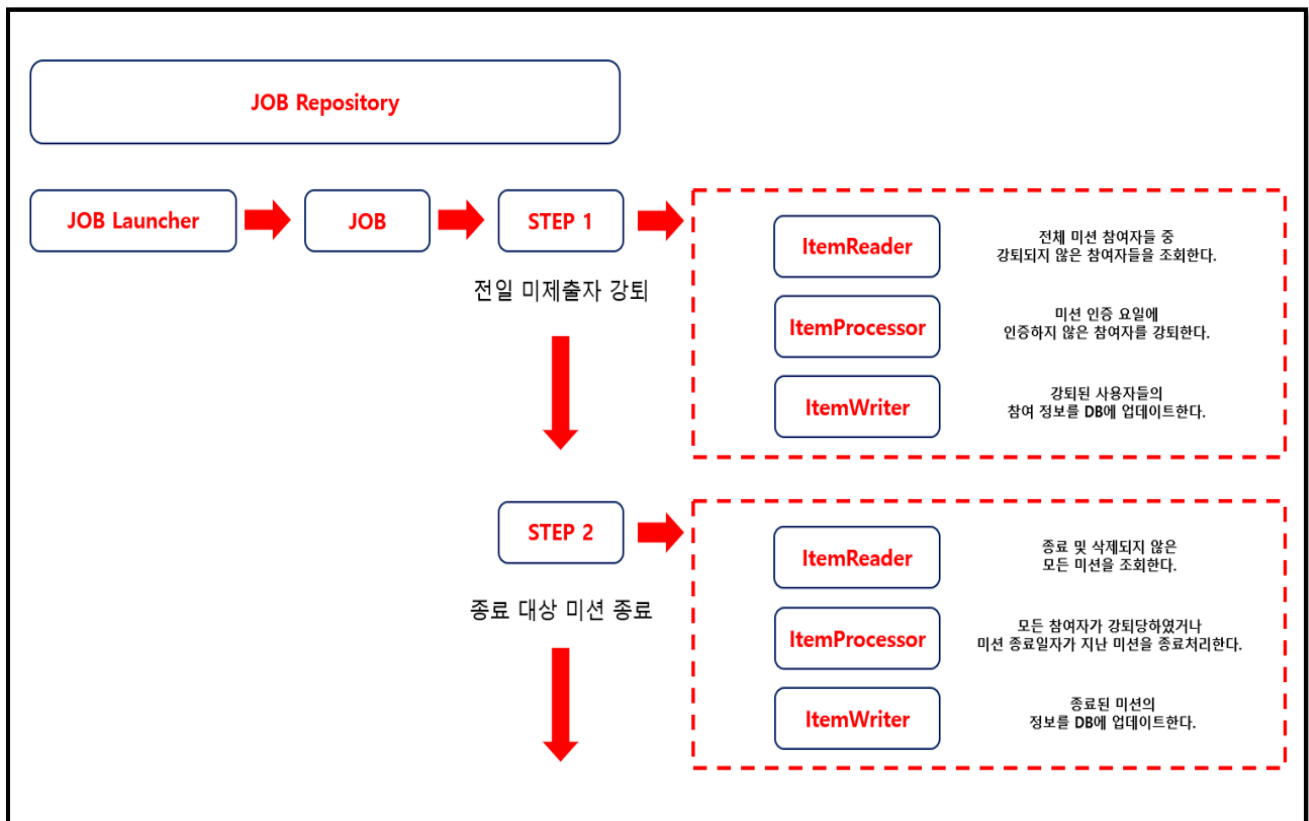 JOB Repository
JOB Launcher
JOB
STEP 1
전일 미제출자 강퇴
ItemReader
전체 미션 참여자들 중
강퇴되지 않은 참여자들을 조회한다.
ItemProcessor
미션 인증 요일에
인증하지 않은 참여자를 강퇴한다.
ItemWriter
강퇴된 사용자들의
참여 정보를 DB에 업데이트한다.
STEP 2
종료 대상 미션 종료
ItemReader
종료 및 삭제되지 않은
모든 미션을 조회한다.
ItemProcessor
모든 참여자가 강퇴당하였거나
미션 종료일자가 지난 미션을 종료처리한다.
ItemWriter
종료된 미션의
정보를 DB에 업데이트한다.